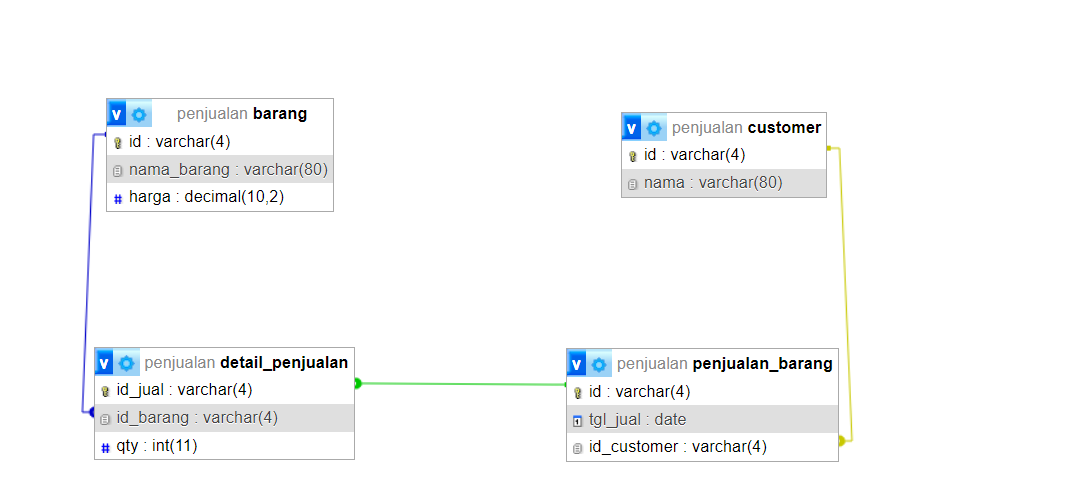 v penjualan barang
id : varchar(4)
nama_barang : varchar(80)
harga : decimal(10,2)
v penjualan customer
id : varchar(4)
nama : varchar(80)
v penjualan detail_penjualan
id_jual : varchar(4)
id_barang : varchar(4)
# qty : int(11)
v penjualan penjualan_barang
id : varchar(4)
tgl_jual : date
id_customer : varchar(4)